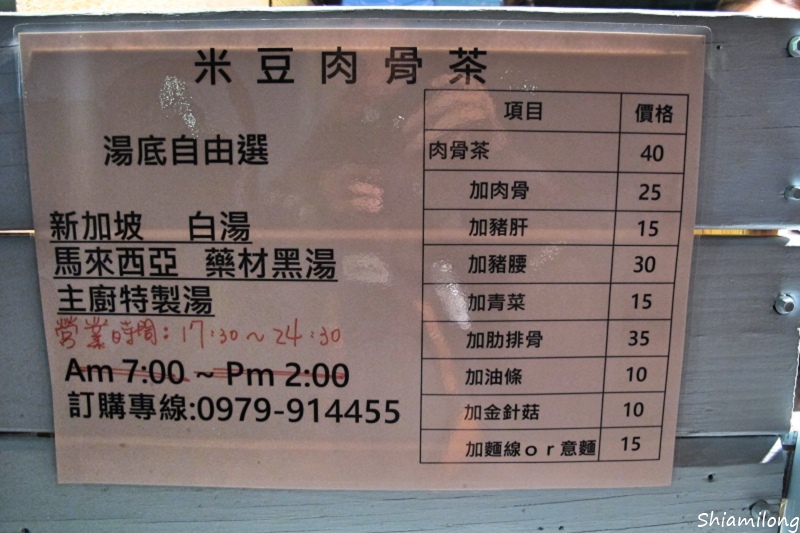 米豆肉骨茶
湯底自由選
新加坡 白湯
馬來西亞 藥材黑湯
主廚特製湯
營業時間:17:30～24:30
Am 7:00 ~ Pm 2:00
訂購專線:0979-914455
項目 價格
肉骨茶 40
加肉骨 25
加豬肝 15
加豬腰 30
加青菜 15
加肋排骨 35
加油條 10
加金針菇 10
加麵線or意麵 15
Shiamilong